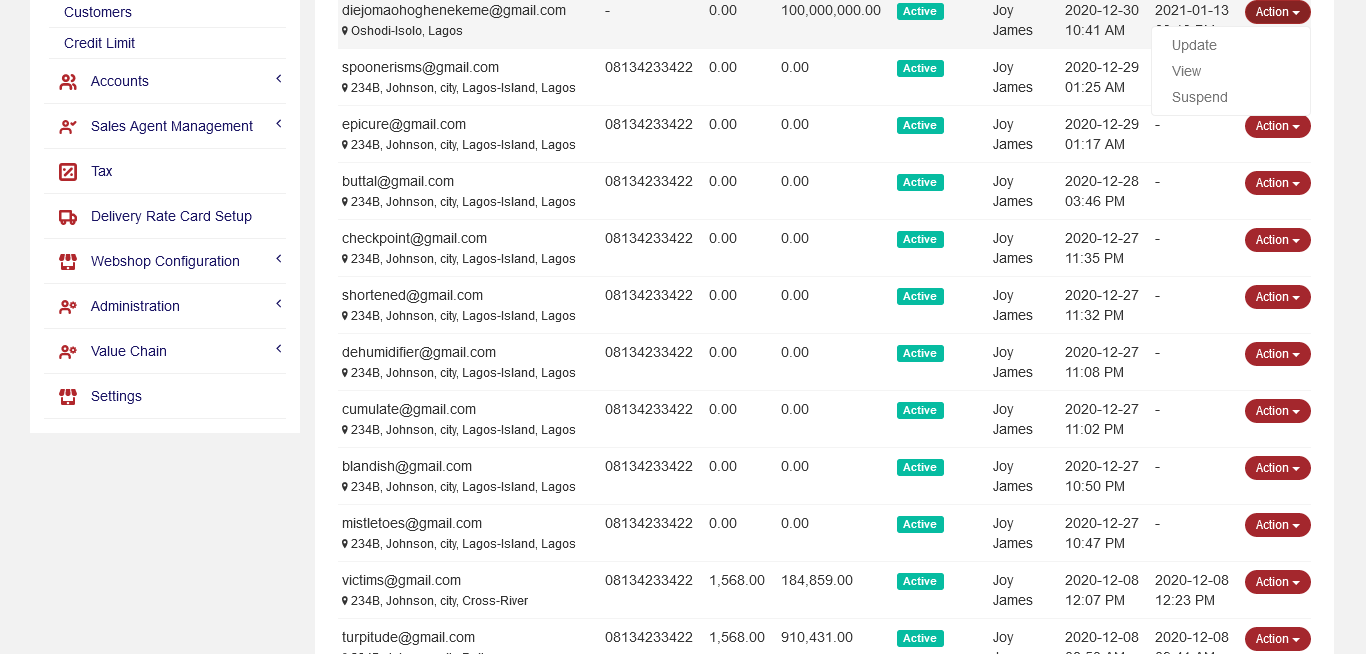 Customers
Credit Limit
Accounts
Sales Agent Management
Tax
Delivery Rate Card Setup
Webshop Configuration
Administration
Value Chain
Settings
diejomaohoghenekeme@gmail.com - 0.00 100,000,000.00 Active Joy 2020-12-30 2021-01-13 Action
Oshodi-Isolo, Lagos James 10:41 AM
Update
View
Suspend
spoonerisms@gmail.com 08134233422 0.00 0.00 Active Joy 2020-12-29
234B, Johnson, city, Lagos-Island, Lagos James 01:25 AM
epicure@gmail.com 08134233422 0.00 0.00 Active Joy 2020-12-29 - Action
234B, Johnson, city, Lagos-Island, Lagos James 01:17 AM
buttal@gmail.com 08134233422 0.00 0.00 Active Joy 2020-12-28 - Action
234B, Johnson, city, Lagos-Island, Lagos James 03:46 PM
checkpoint@gmail.com 08134233422 0.00 0.00 Active Joy 2020-12-27 - Action
234B, Johnson, city, Lagos-Island, Lagos James 11:35 PM
shortened@gmail.com 08134233422 0.00 0.00 Active Joy 2020-12-27 - Action
234B, Johnson, city, Lagos-Island, Lagos James 11:32 PM
dehumidifier@gmail.com 08134233422 0.00 0.00 Active Joy 2020-12-27 - Action
234B, Johnson, city, Lagos-Island, Lagos James 11:08 PM
cumulate@gmail.com 08134233422 0.00 0.00 Active Joy 2020-12-27 - Action
234B, Johnson, city, Lagos-Island, Lagos James 11:02 PM
blandish@gmail.com 08134233422 0.00 0.00 Active Joy 2020-12-27 - Action
234B, Johnson, city, Lagos-Island, Lagos James 10:50 PM
mistletoes@gmail.com 08134233422 0.00 0.00 Active Joy 2020-12-27 - Action
234B, Johnson, city, Lagos-Island, Lagos James 10:47 PM
victims@gmail.com 08134233422 1,568.00 184,859.00 Active Joy 2020-12-08 2020-12-08 Action
234B, Johnson, city, Cross-River James 12:07 PM 12:23 PM
turpitude@gmail.com 08134233422 1,568.00 910,431.00 Active Joy 2020-12-08 2020-12-08 Action